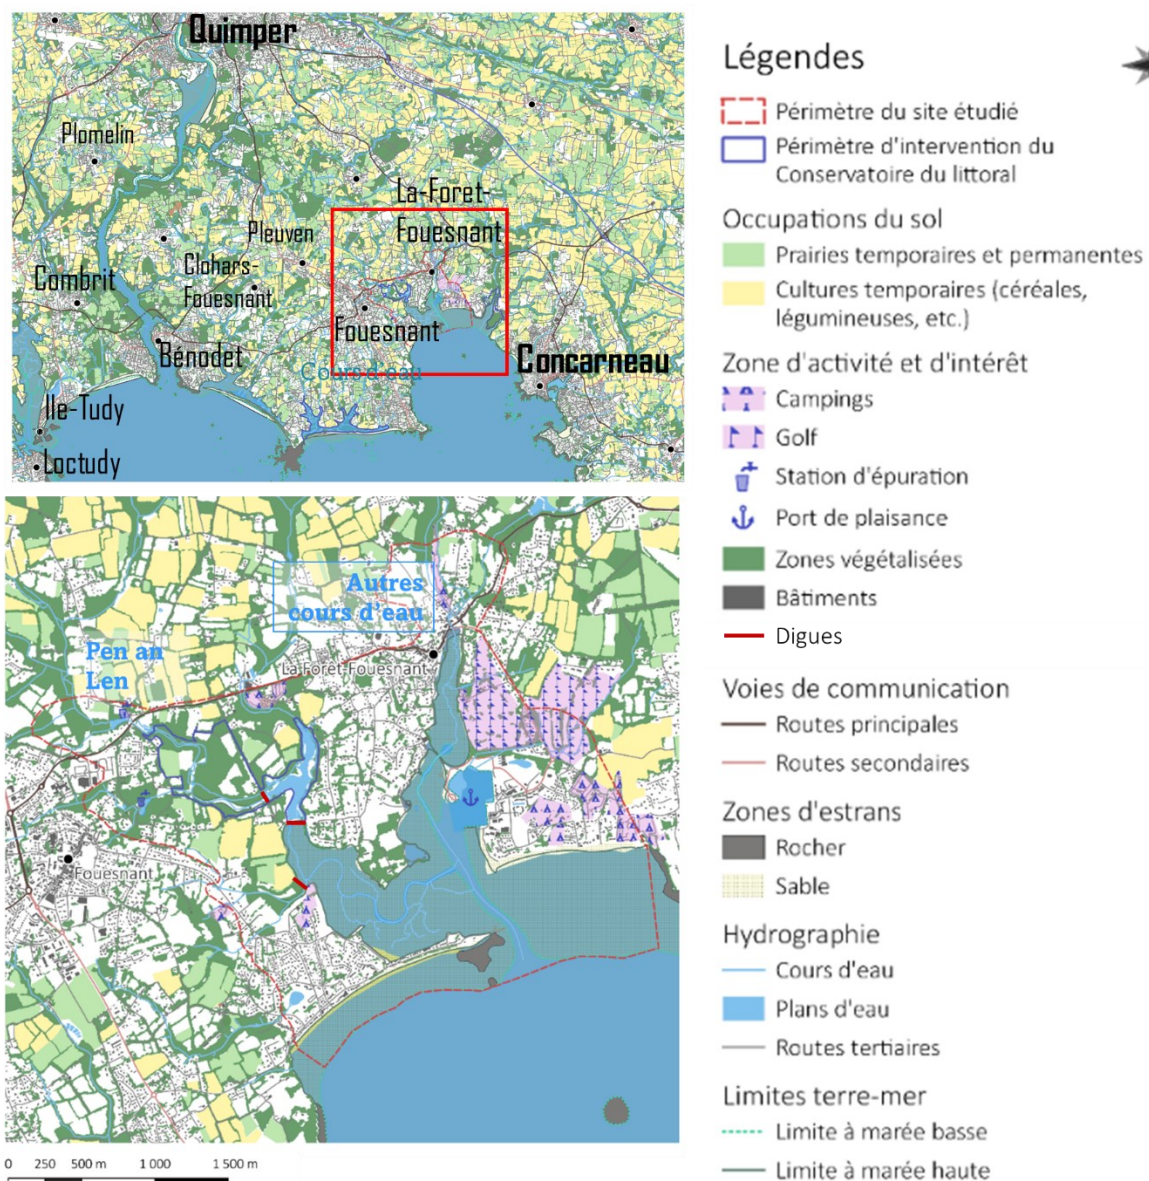 Quimper
Plomelin
La-Foret-
Fouesnant
Pleuven
Clohars-
Fouesnant
Combrit
Fouesnant
Bénodet
Cours d'eau
Concarneau
Ile-Tudy
Loctudy
Autres
cours d'eau
Pen an
Len
La Forêt-Fouesnant
Fouesnant
0 250 500 m 1 000 1 500 m
Légendes
Périmètre du site étudié
Périmètre d'intervention du
Conservatoire du littoral
Occupations du sol
Prairies temporaires et permanentes
Cultures temporaires (céréales,
légumineuses, etc.)
Zone d'activité et d'intérêt
Campings
Golf
Station d'épuration
Port de plaisance
Zones végétalisées
Bâtiments
Digues
Voies de communication
Routes principales
Routes secondaires
Zones d'estrans
Rocher
Sable
Hydrographie
Cours d'eau
Plans d'eau
Routes tertiaires
Limites terre-mer
Limite à marée basse
Limite à marée haute